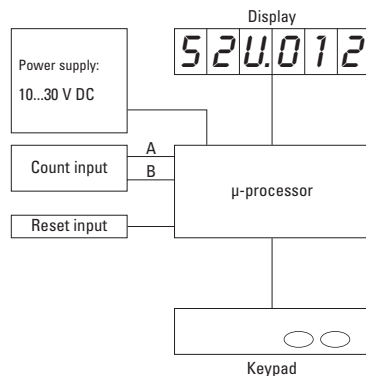 Display
52U.012
Power supply:
10...30 V DC
A
Count input
B
µ-processor
Reset input
Keypad